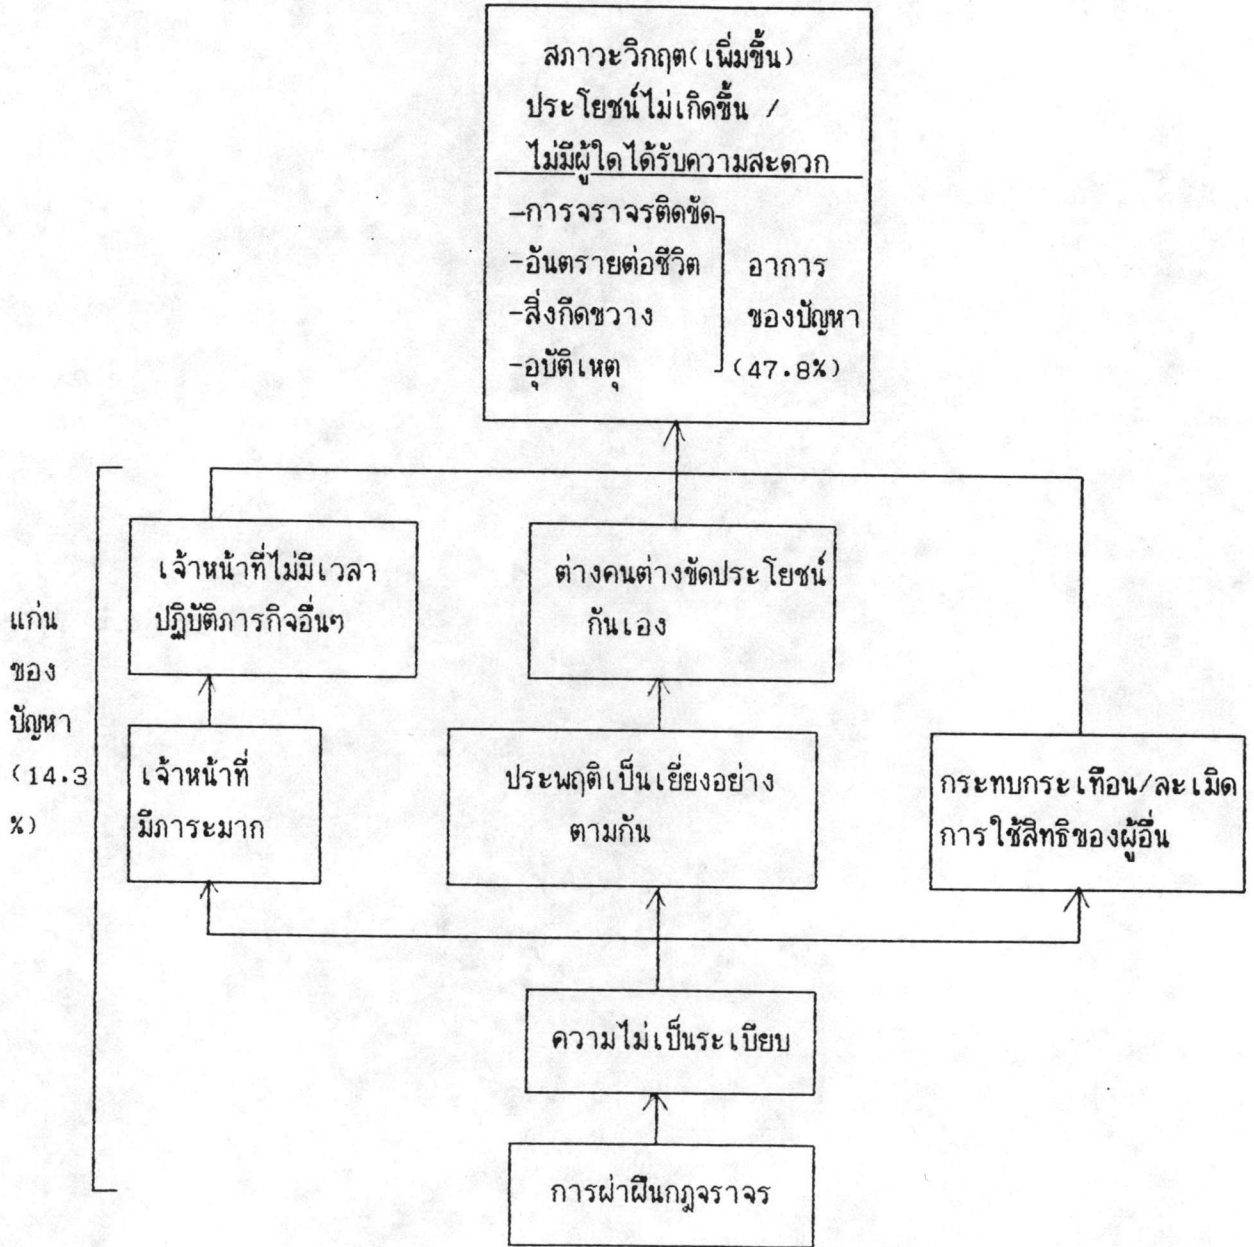 สภาวะวิกฤต(เพิ่มขึ้น)
ประโยชน์ไม่เกิดขึ้น /
ไม่มีผู้ใดได้รับความสะดวก
-การจราจรติดขัด
-อันตรายต่อชีวิต
-สิ่งกีดขวาง
-อุบัติเหตุ
อาการ
ของปัญหา
(47.8%)
แก่น
ของ
ปัญหา
(14.3
%)
เจ้าหน้าที่ไม่มีเวลา
ปฏิบัติภารกิจอื่นๆ
ต่างคนต่างขัดประโยชน์
กันเอง
เจ้าหน้าที่
มีภาระมาก
ประพฤติเป็นเยี่ยงอย่าง
ตามกัน
กระทบกระเทือน/ละเมิด
การใช้สิทธิของผู้อื่น
ความไม่เป็นระเบียบ
การฝ่าฝืนกฎจราจร